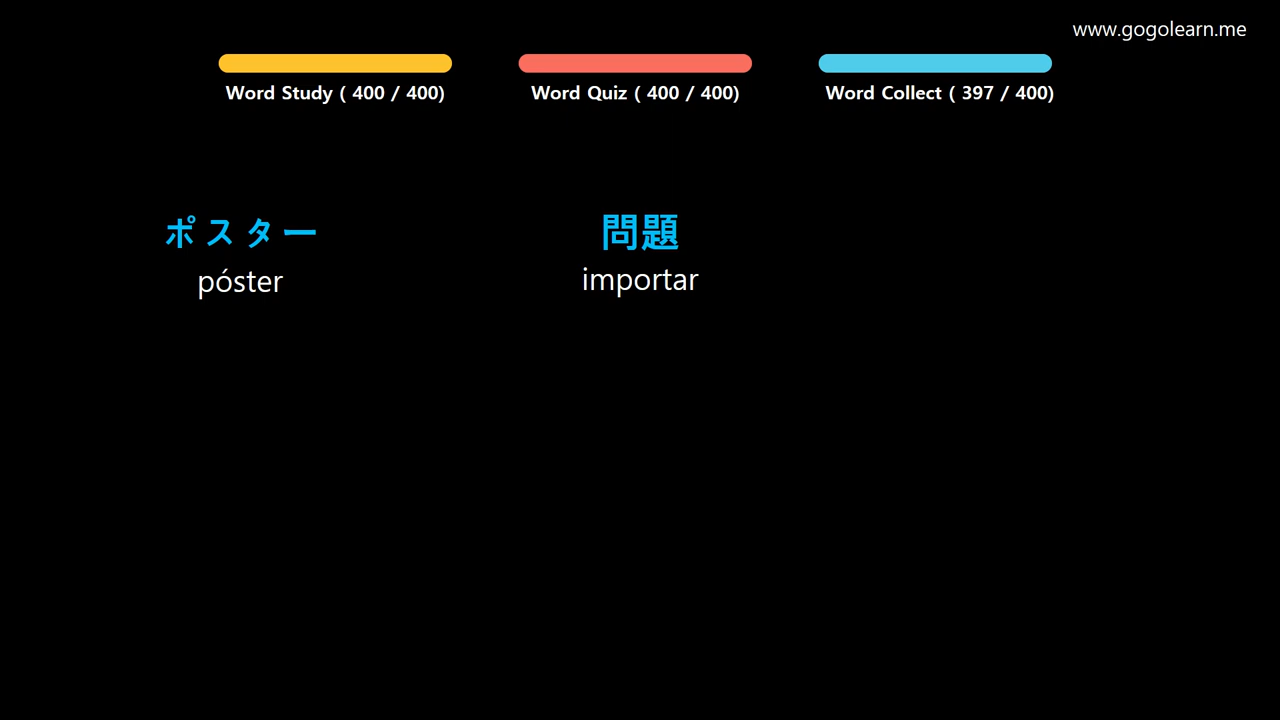 www.gogolearn.me
Word Study ( 400 / 400)
Word Quiz ( 400 / 400)
Word Collect ( 397 / 400)
ポスター
póster
問題
importar